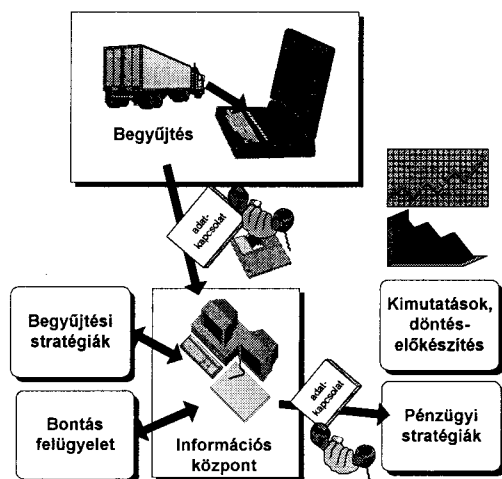 Begyűjtés
adat-
kapcsolat
Begyűjtési
stratégiák
Kimutatások,
döntés-
előkészítés
Bontás
felügyelet
Információs
központ
adat-
kapcsolat
Pénzügyi
stratégiák